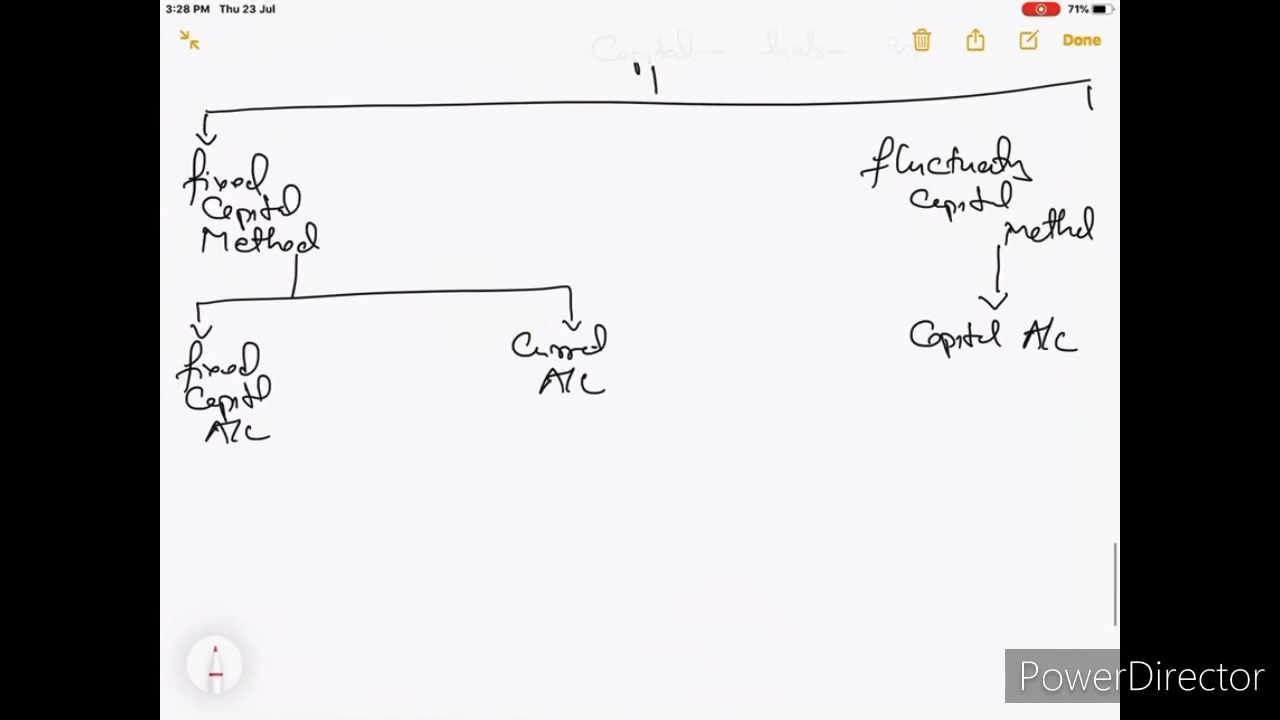 3:28 PM Thu 23 Jul
71%
Done
Capital
fixed
Capital
Method
fluctuating
Capital
Method
fixed
Capital
A/C
Current
A/C
Capital A/C
PowerDirector